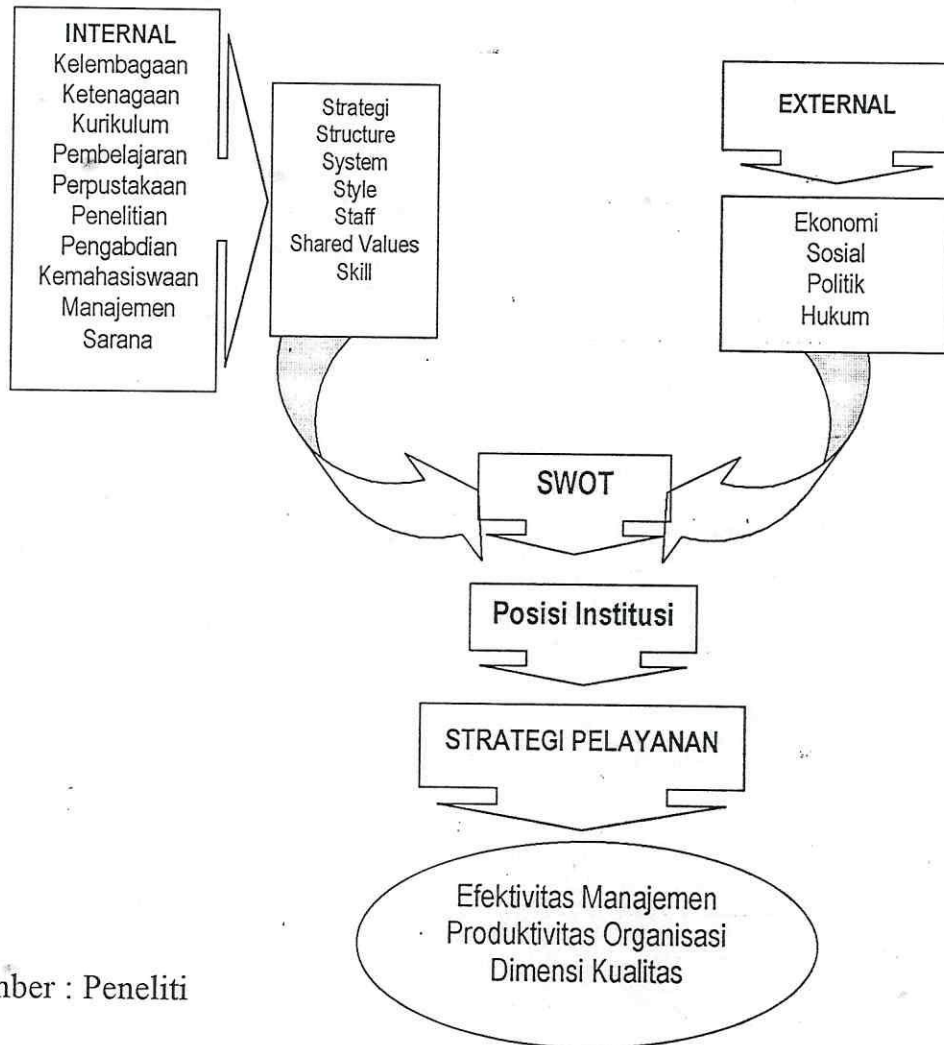 INTERNAL
Kelembagaan
Ketenagaan
Kurikulum
Pembelajaran
Perpustakaan
Penelitian
Pengabdian
Kemahasiswaan
Manajemen
Sarana
Strategi
Structure
System
Style
Staff
Shared Values
Skill
EXTERNAL
Ekonomi
Sosial
Politik
Hukum
SWOT
Posisi Institusi
STRATEGI PELAYANAN
Efektivitas Manajemen
Produktivitas Organisasi
Dimensi Kualitas
mber : Peneliti